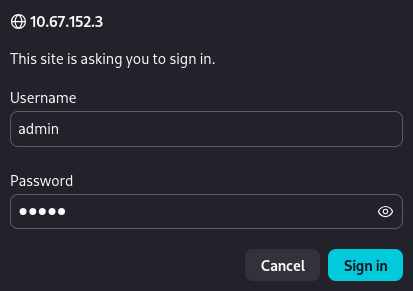 10.67.152.3
This site is asking you to sign in.
Username
admin
Password
●●●●●
Cancel
Sign in